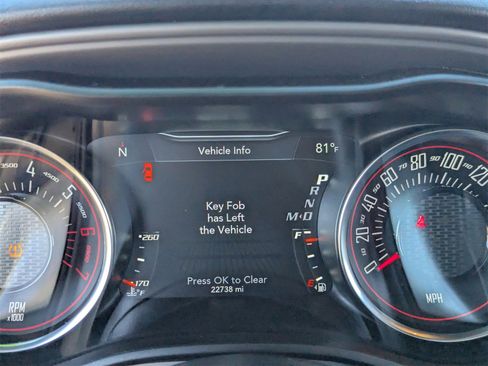 N
Vehicle Info
81°F
Key Fob
has Left
the Vehicle
Press OK to Clear
22738 mi
P
R
N
M D
F
E
260
170
°F
3500
4
4500
5
6
7
RPM
x1000
0
20
40
60
80
100
120
MPH